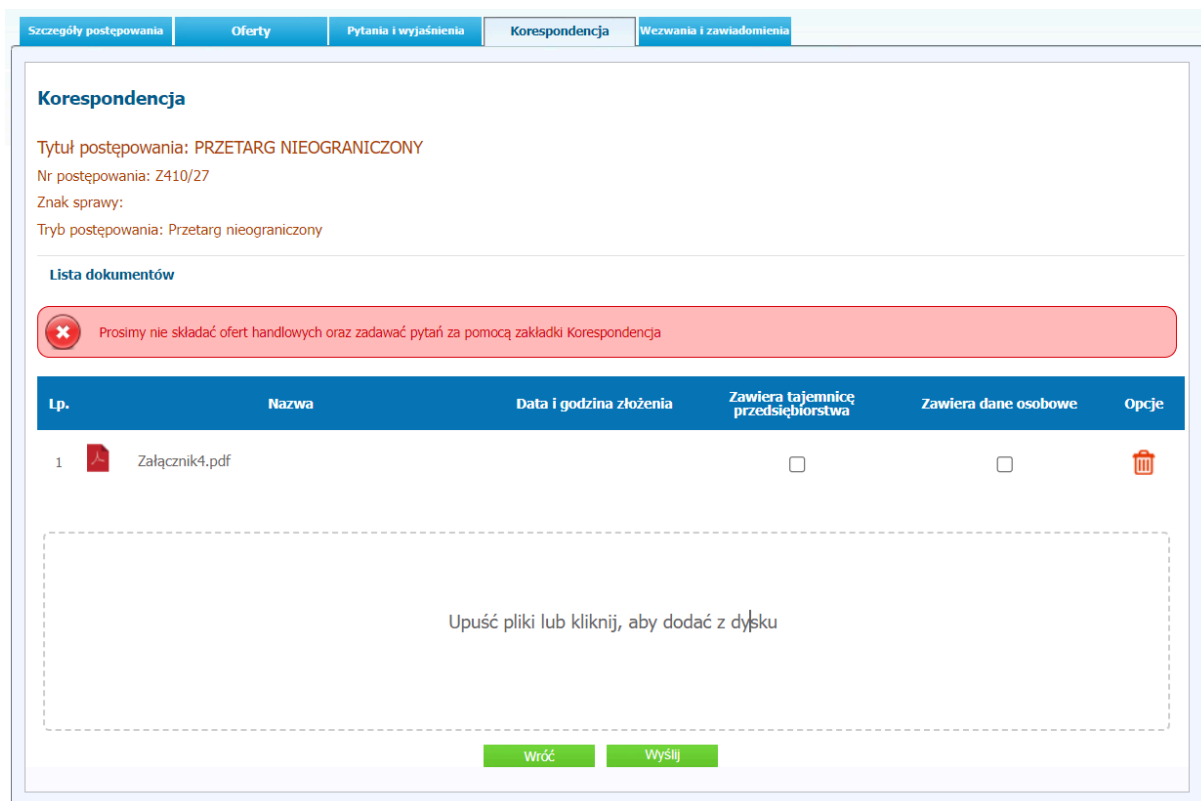 Szczegóły postępowania Oferty Pytania i wyjaśnienia Korespondencja Wezwania i zawiadomienia
Korespondencja
Tytuł postępowania: PRZETARG NIEOGRANICZONY
Nr postępowania: Z410/27
Znak sprawy:
Tryb postępowania: Przetarg nieograniczony
Lista dokumentów
Prosimy nie składać ofert handlowych oraz zadawać pytań za pomocą zakładki Korespondencja
Lp. Nazwa Data i godzina złożenia Zawiera tajemnicę przedsiębiorstwa Zawiera dane osobowe Opcje
1 Załącznik4.pdf
Upuść pliki lub kliknij, aby dodać z dysku
Wróć Wyślij